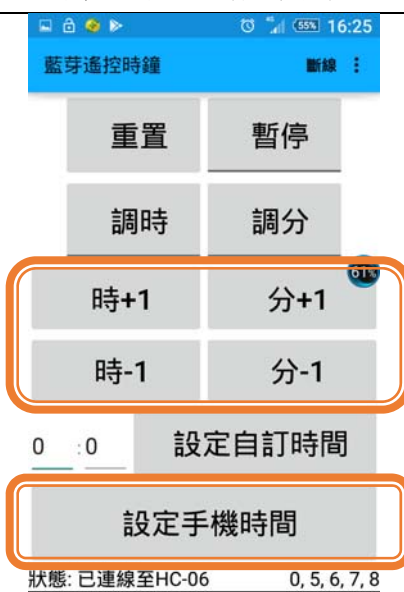 55% 16:25
藍芽遙控時鐘 斷線
重置 暫停
調時 調分
61%
時+1 分+1
時-1 分-1
0 :0 設定自訂時間
設定手機時間
狀態: 已連線至HC-06 0, 5, 6, 7, 8